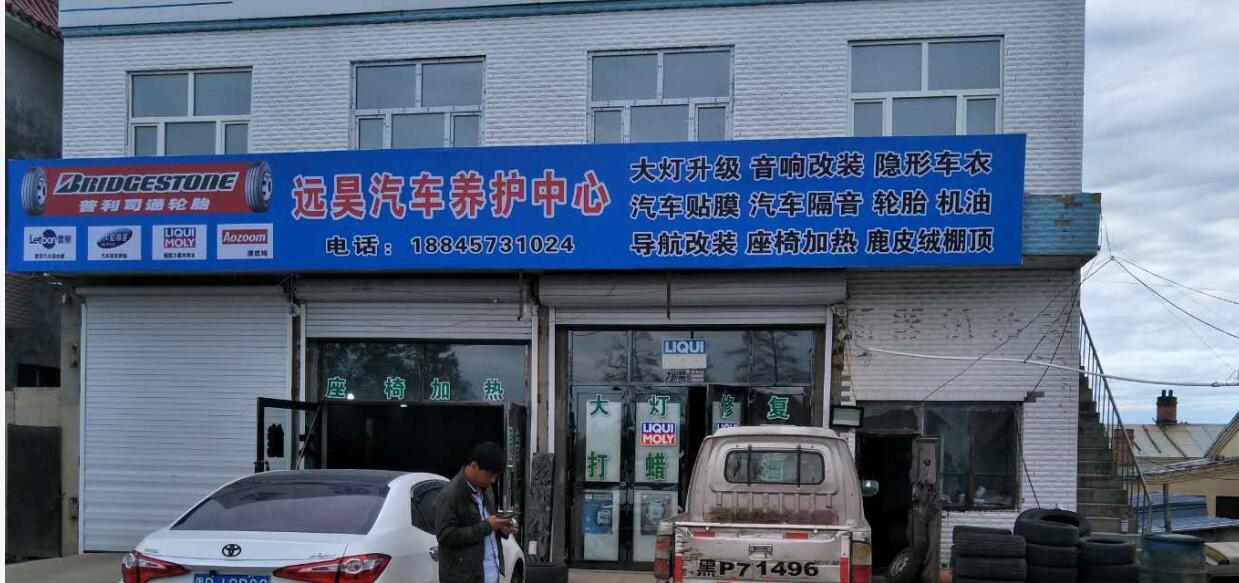 BRIDGESTONE
普利司通轮胎
LIQUI
MOLY
Aozoom
澳兹姆
远昊汽车养护中心
电话：18845731024
大灯升级 音响改装 隐形车衣
汽车贴膜 汽车隔音 轮胎 机油
导航改装 座椅加热 鹿皮绒棚顶
座椅加热
LIQUI
大灯修复
LIQUI
MOLY
打蜡
黑P71496